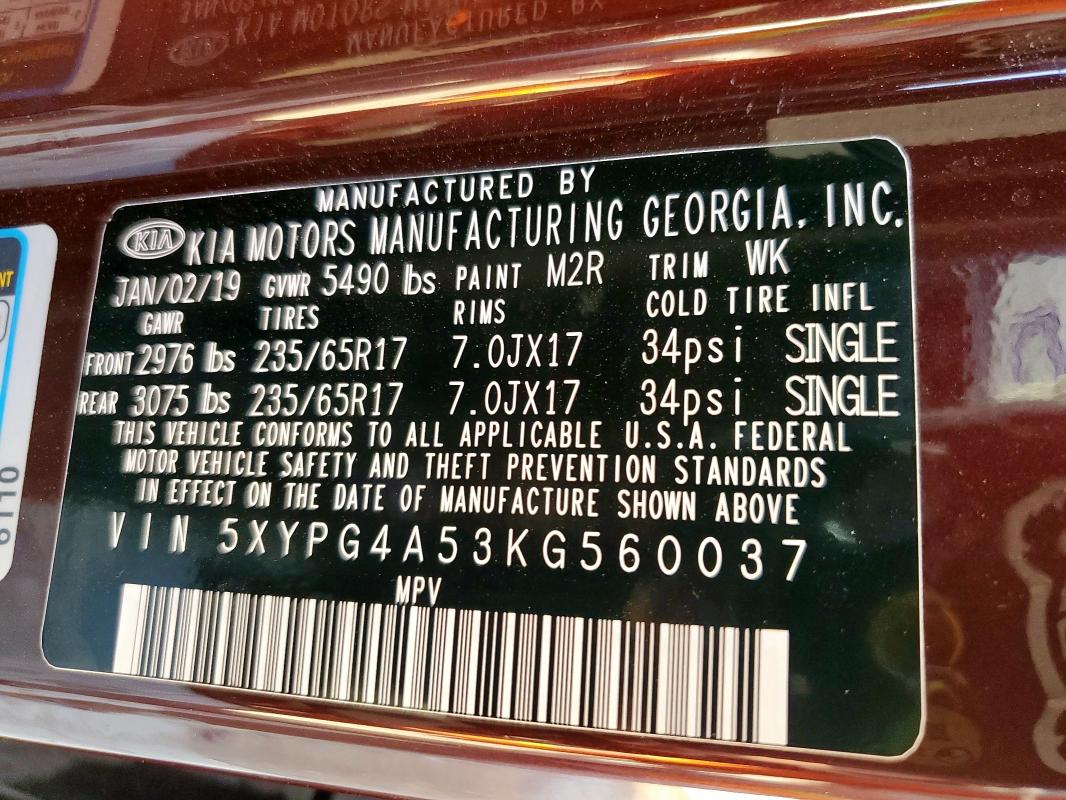 MANUFACTURED BY
KIA KIA MOTORS MANUFACTURING GEORGIA, INC.
JAN/02/19 GVWR 5490 lbs PAINT M2R TRIM WK
GAWR TIRES RIMS COLD TIRE INFL
FRONT 2976 lbs 235/65R17 7.0JX17 34psi SINGLE
REAR 3075 lbs 235/65R17 7.0JX17 34psi SINGLE
THIS VEHICLE CONFORMS TO ALL APPLICABLE U.S.A. FEDERAL
MOTOR VEHICLE SAFETY AND THEFT PREVENTION STANDARDS
IN EFFECT ON THE DATE OF MANUFACTURE SHOWN ABOVE
VIN 5XYPG4A53KG560037
MPV